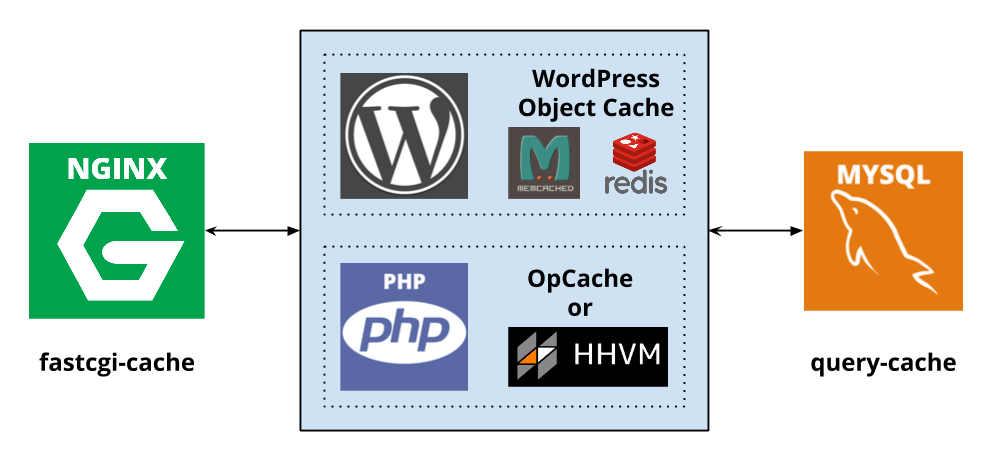 NGINX
fastcgi-cache
WordPress
Object Cache
MEMCACHED
redis
PHP
php
OpCache
or
HHVM
MYSQL
query-cache